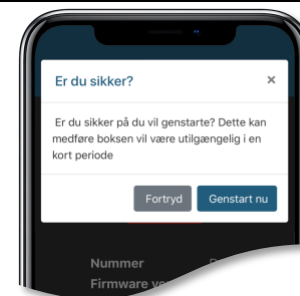 Er du sikker? ×
Er du sikker på du vil genstarte? Dette kan
medføre boksen vil være utilgængelig i en
kort periode
Fortryd Genstart nu
Nummer
Firmware